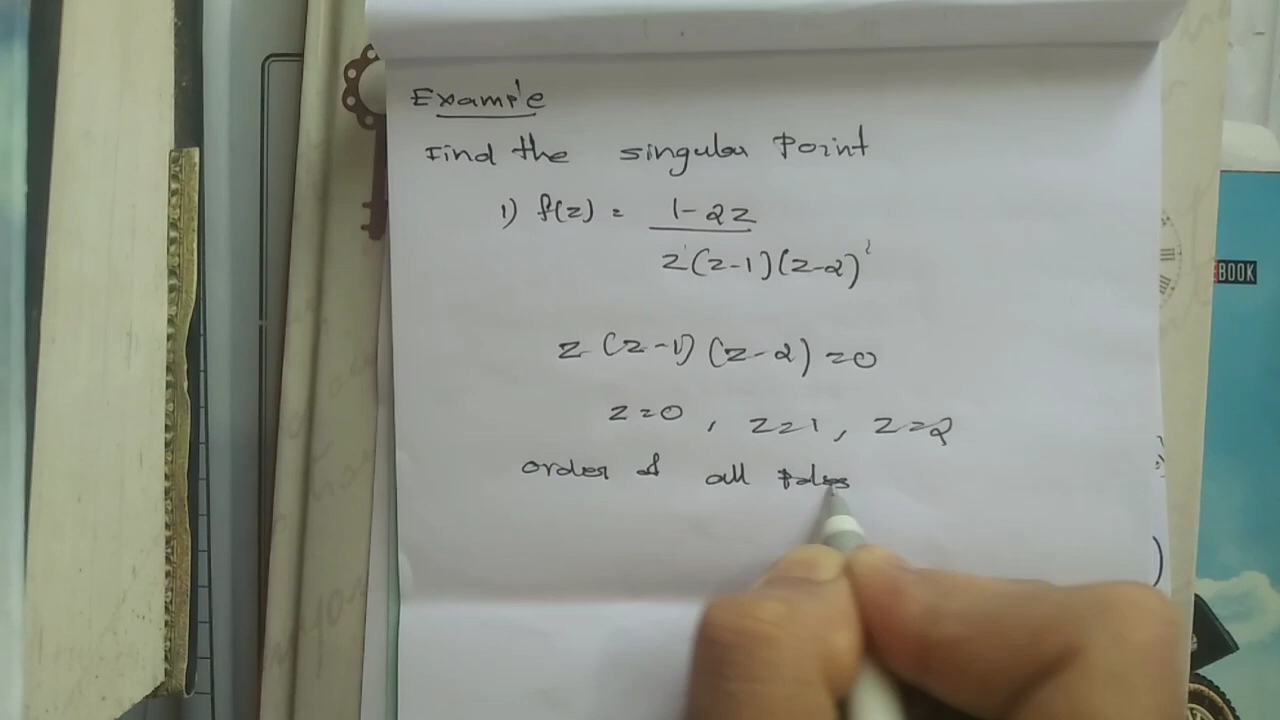 Example
Find the singular Point
1) f(z) = 1-2z
z(z-1)(z-2)
z (z-1) (z-2) =0
z=0 , z=1, z=2
order of all poles
BOOK